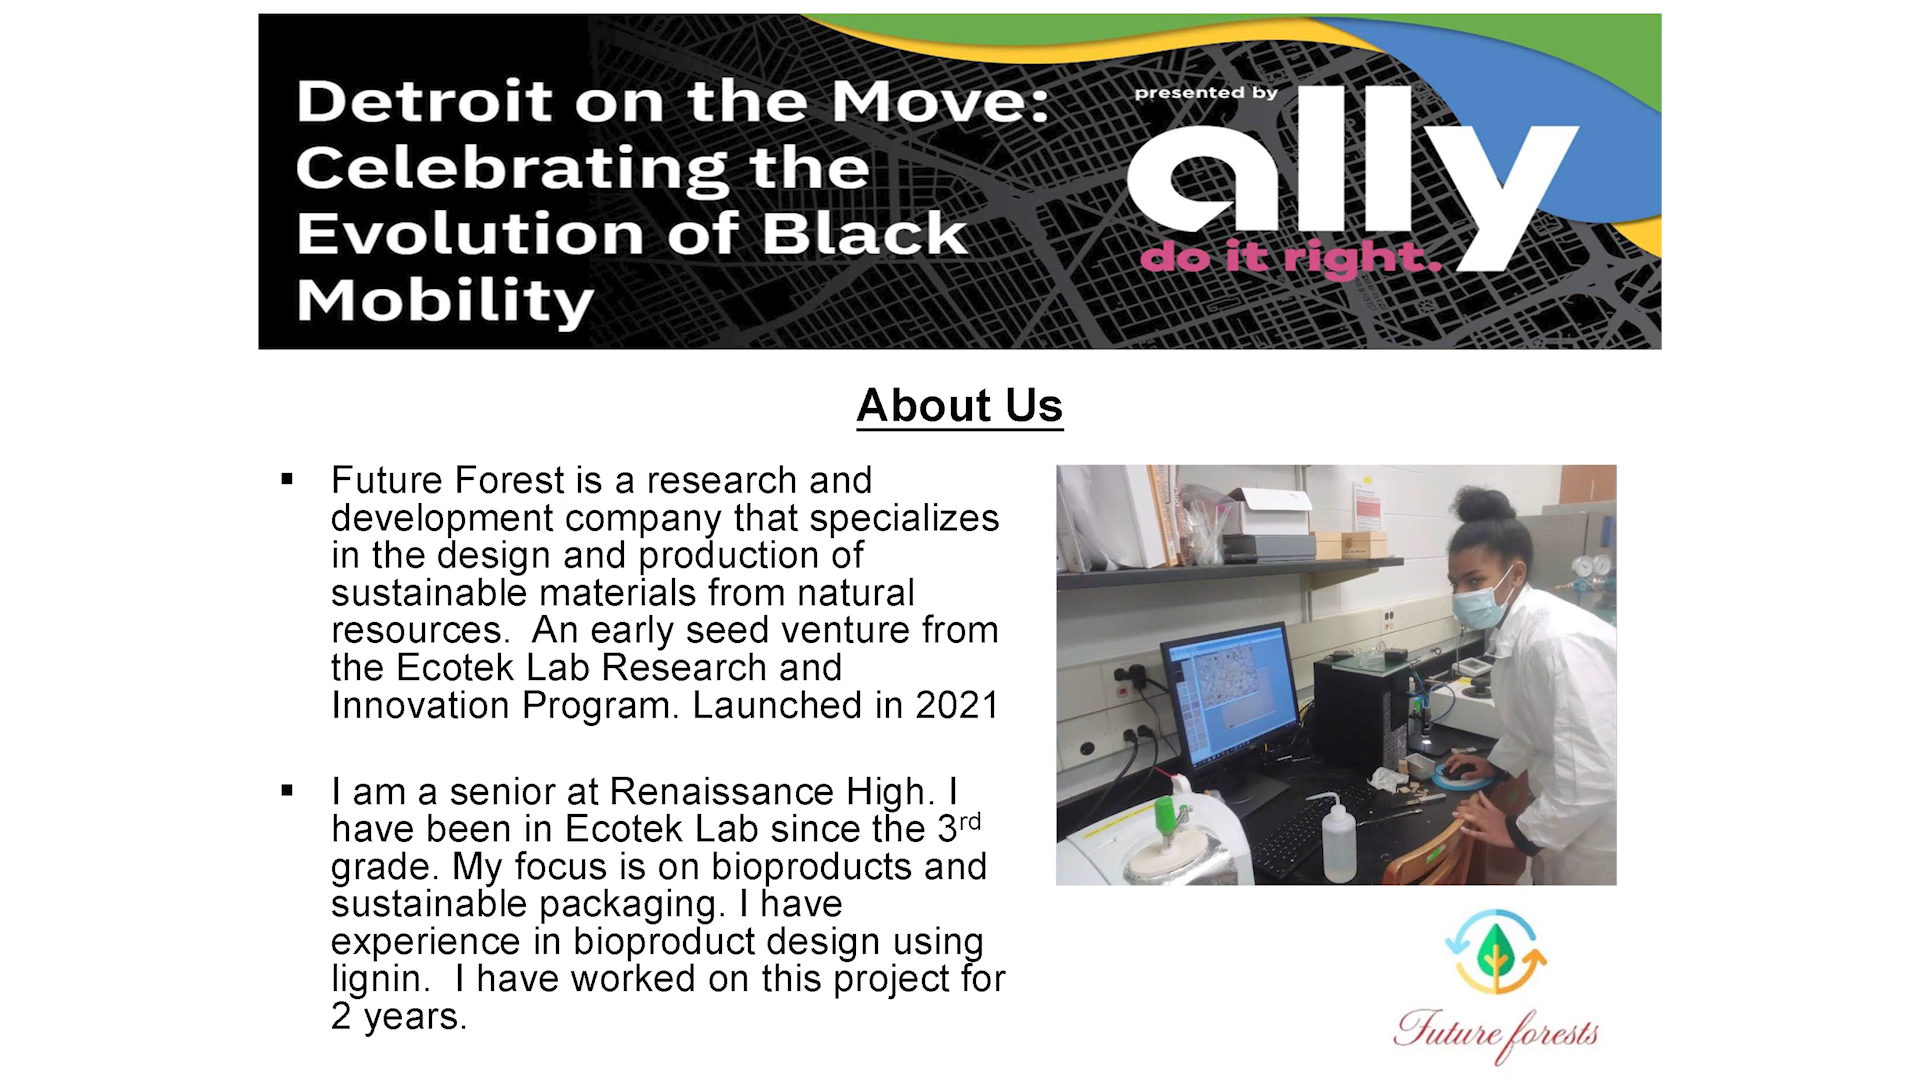 Detroit on the Move:
Celebrating the
Evolution of Black
Mobility
presented by
ally
do it right.
About Us
▪ Future Forest is a research and
development company that specializes
in the design and production of
sustainable materials from natural
resources.  An early seed venture from
the Ecotek Lab Research and
Innovation Program. Launched in 2021
▪ I am a senior at Renaissance High. I
have been in Ecotek Lab since the 3rd
grade. My focus is on bioproducts and
sustainable packaging. I have
experience in bioproduct design using
lignin.  I have worked on this project for
2 years.
Future forests